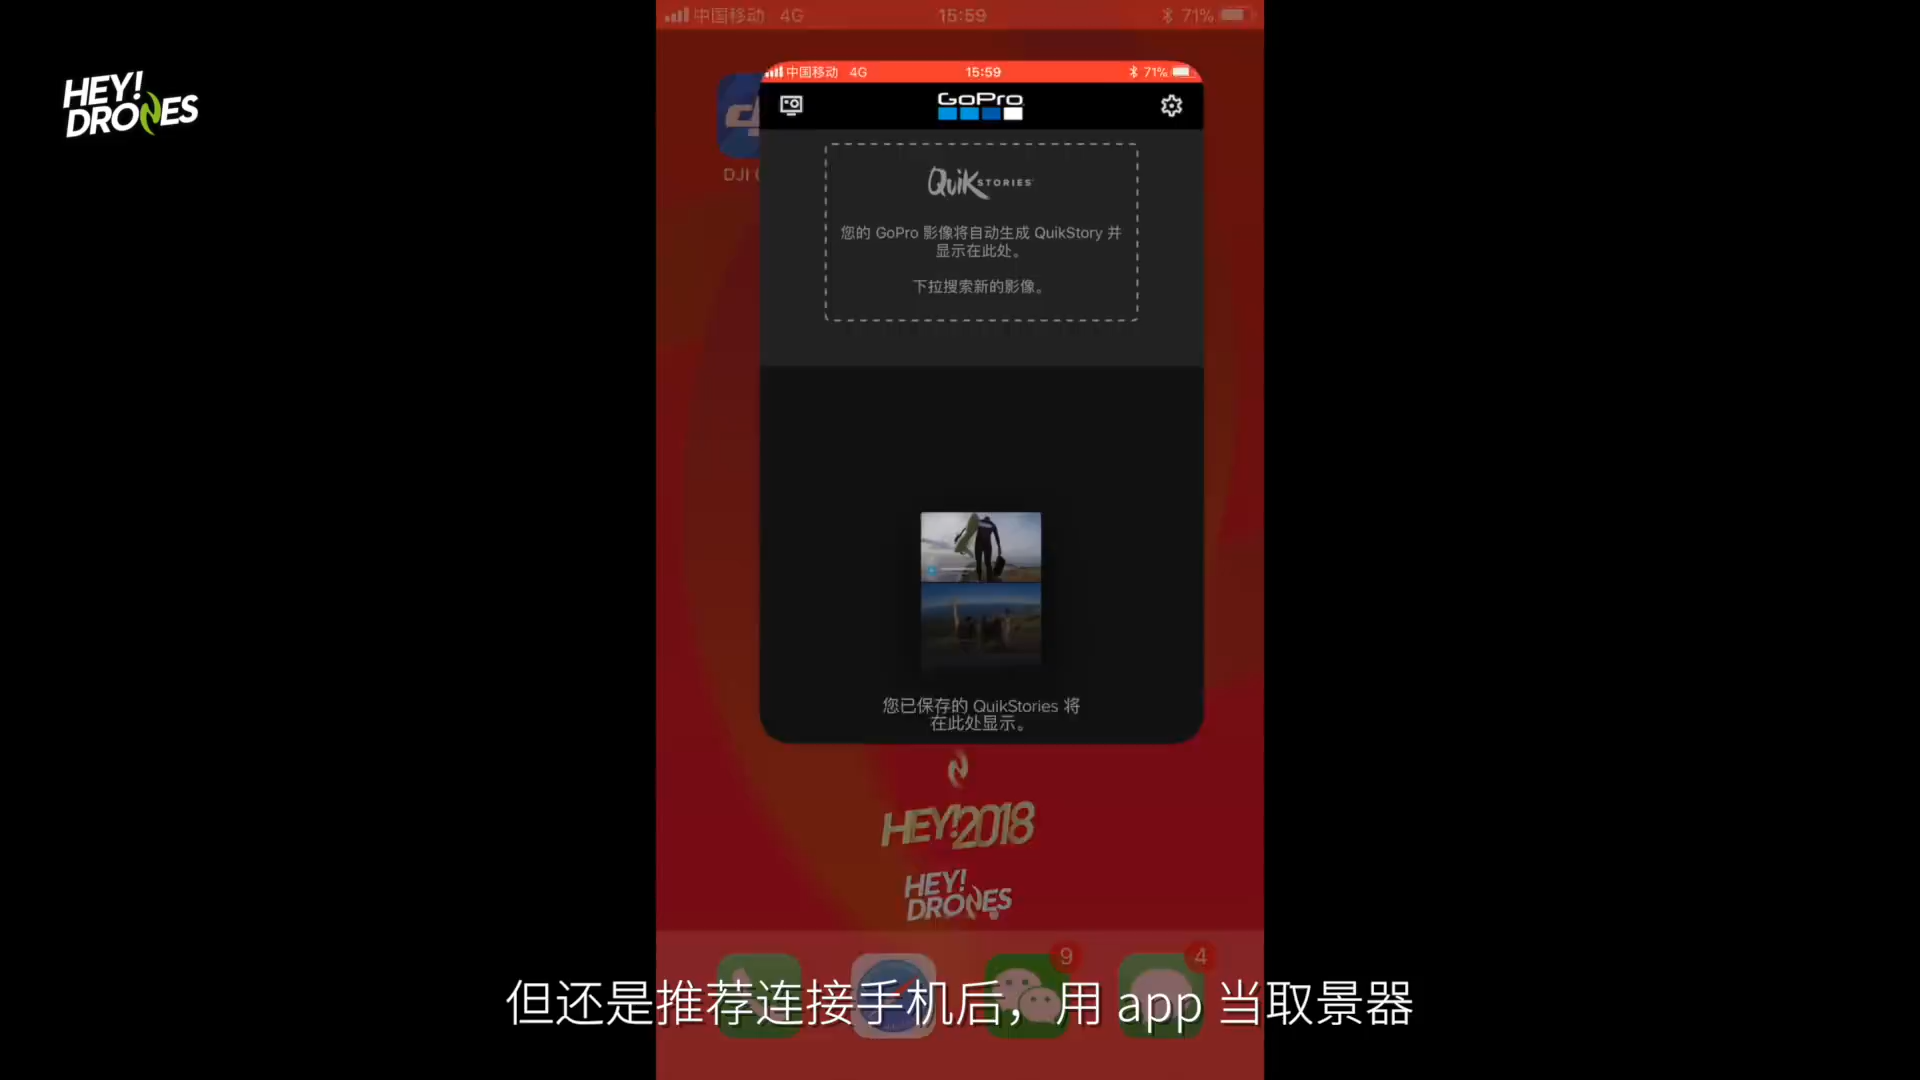 HEY!
DRONES
中国移动 4G 15:59 71%
中国移动 4G 15:59 71%
GoPro
DJI
Quik STORIES
您的 GoPro 影像将自动生成 QuikStory 并
显示在此处。
下拉搜索新的影像。
您已保存的 QuikStories 将
在此处显示。
HEY!2018
HEY!
DRONES
9
4
但还是推荐连接手机后，用 app 当取景器